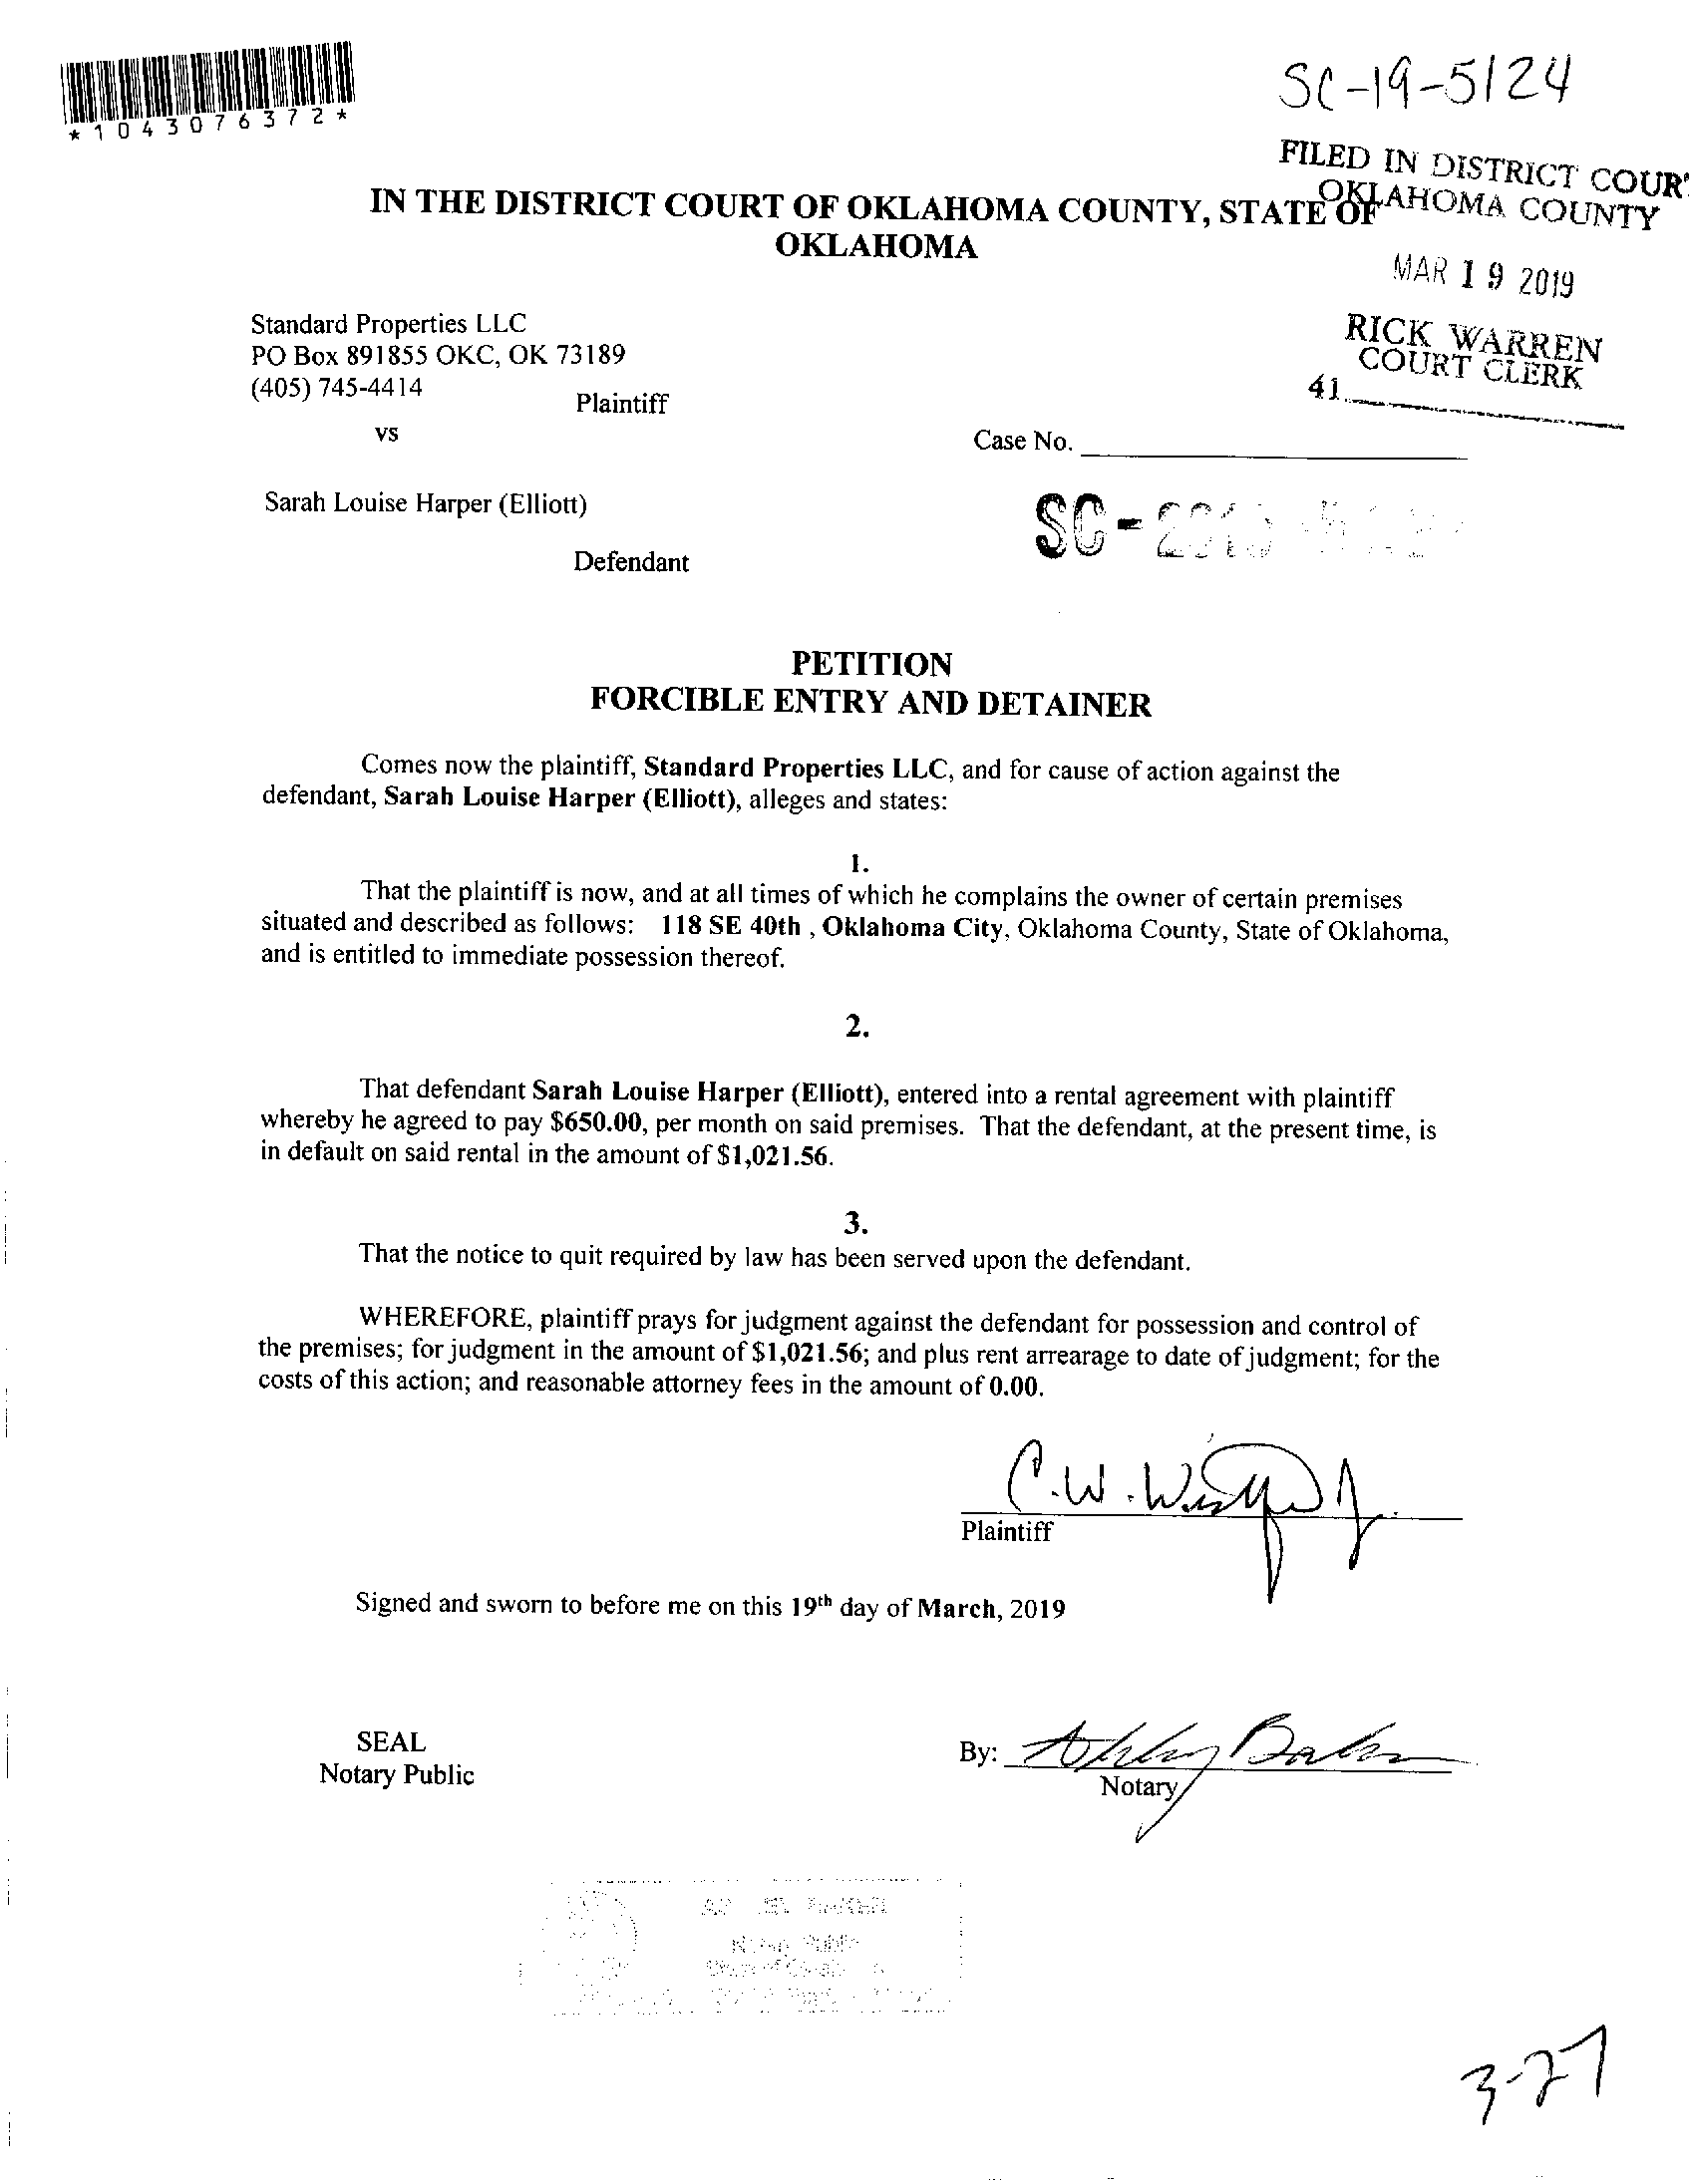 SC-19-5124
*1043076372*
FILED IN DISTRICT COUR
OKLAHOMA COUNTY
IN THE DISTRICT COURT OF OKLAHOMA COUNTY, STATE OF
OKLAHOMA
MAR 19 2019
RICK WARREN
COURT CLERK
41
Standard Properties LLC
PO Box 891855 OKC, OK 73189
(405) 745-4414
Plaintiff
vs
Case No.
Sarah Louise Harper (Elliott)
SC-
Defendant
PETITION
FORCIBLE ENTRY AND DETAINER
Comes now the plaintiff, Standard Properties LLC, and for cause of action against the
defendant, Sarah Louise Harper (Elliott), alleges and states:
1.
That the plaintiff is now, and at all times of which he complains the owner of certain premises
situated and described as follows: 118 SE 40th , Oklahoma City, Oklahoma County, State of Oklahoma,
and is entitled to immediate possession thereof.
2.
That defendant Sarah Louise Harper (Elliott), entered into a rental agreement with plaintiff
whereby he agreed to pay $650.00, per month on said premises. That the defendant, at the present time, is
in default on said rental in the amount of $1,021.56.
3.
That the notice to quit required by law has been served upon the defendant.
WHEREFORE, plaintiff prays for judgment against the defendant for possession and control of
the premises; for judgment in the amount of $1,021.56; and plus rent arrearage to date of judgment; for the
costs of this action; and reasonable attorney fees in the amount of 0.00.
C.W.
Plaintiff
Signed and sworn to before me on this 19th day of March, 2019
SEAL
Notary Public
By: Ashley Baker
Notary
Notary Public
3-27